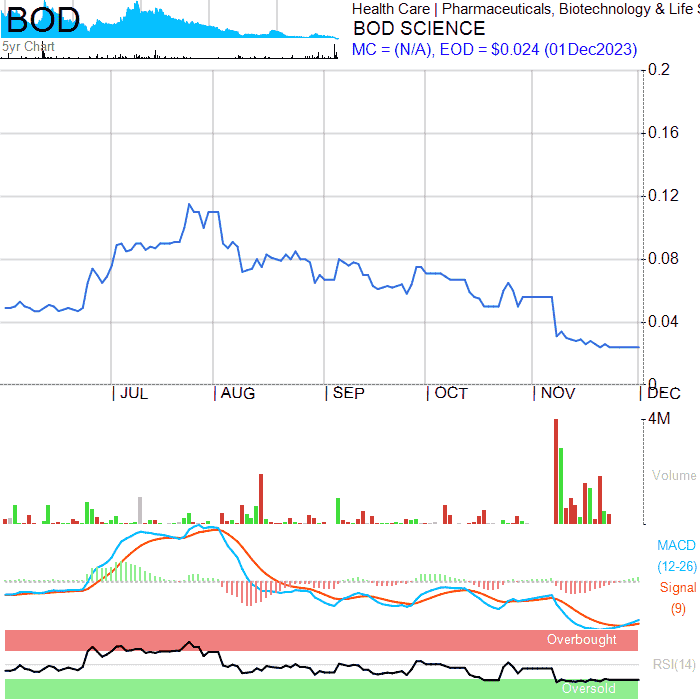 BOD
5yr Chart
Health Care | Pharmaceuticals, Biotechnology & Life S
BOD SCIENCE
MC = (N/A), EOD = $0.024 (01Dec2023)
0.2
0.16
0.12
0.08
0.04
0
JUL AUG SEP OCT NOV DEC
4M
Volume
MACD
(12-26)
Signal
(9)
Overbought
RSI(14)
Oversold